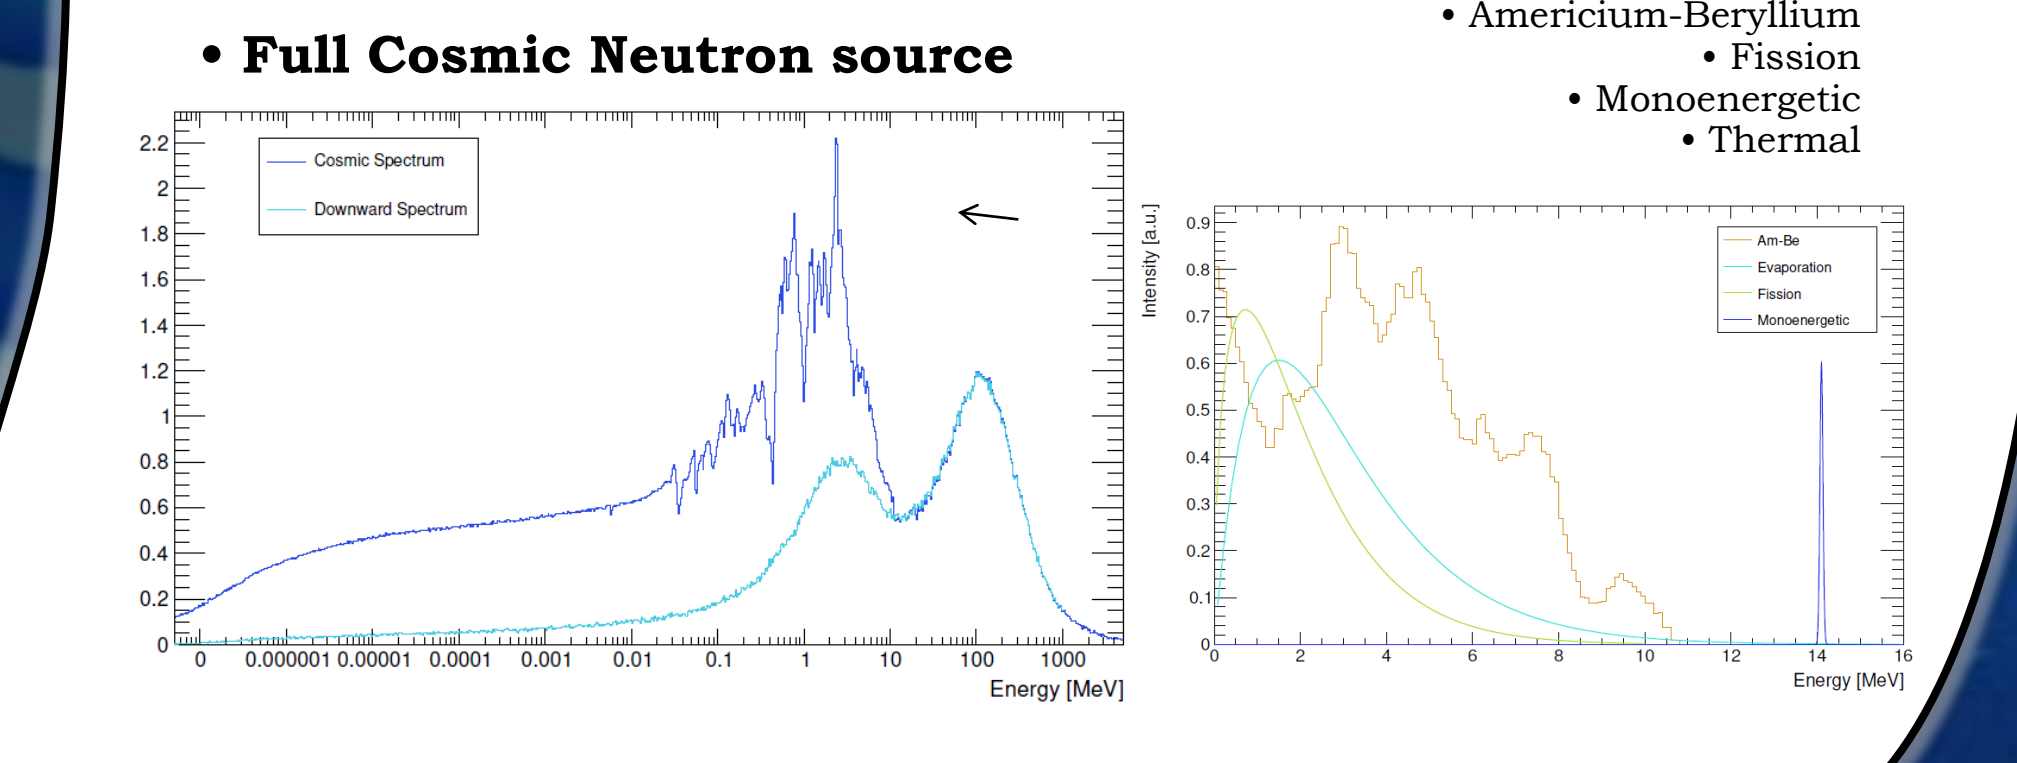 • Full Cosmic Neutron source
• Americium-Beryllium
• Fission
• Monoenergetic
• Thermal
Cosmic Spectrum
Downward Spectrum
2.2
2
1.8
1.6
1.4
1.2
1
0.8
0.6
0.4
0.2
0
0 0.000001 0.00001 0.0001 0.001 0.01 0.1 1 10 100 1000
Energy [MeV]
Intensity [a.u.]
Am-Be
Evaporation
Fission
Monoenergetic
0.9
0.8
0.7
0.6
0.5
0.4
0.3
0.2
0.1
0
0 2 4 6 8 10 12 14 16
Energy [MeV]